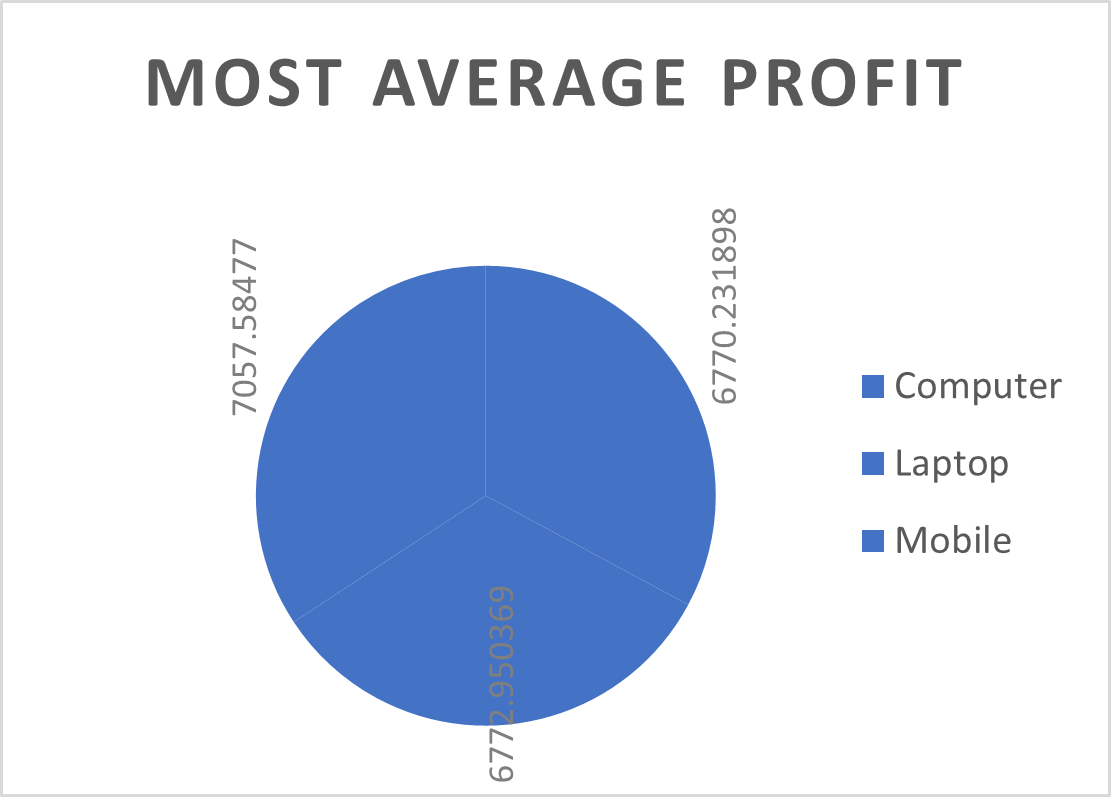 MOST AVERAGE PROFIT
7057.58477
6770.231898
6772.950369
Computer
Laptop
Mobile